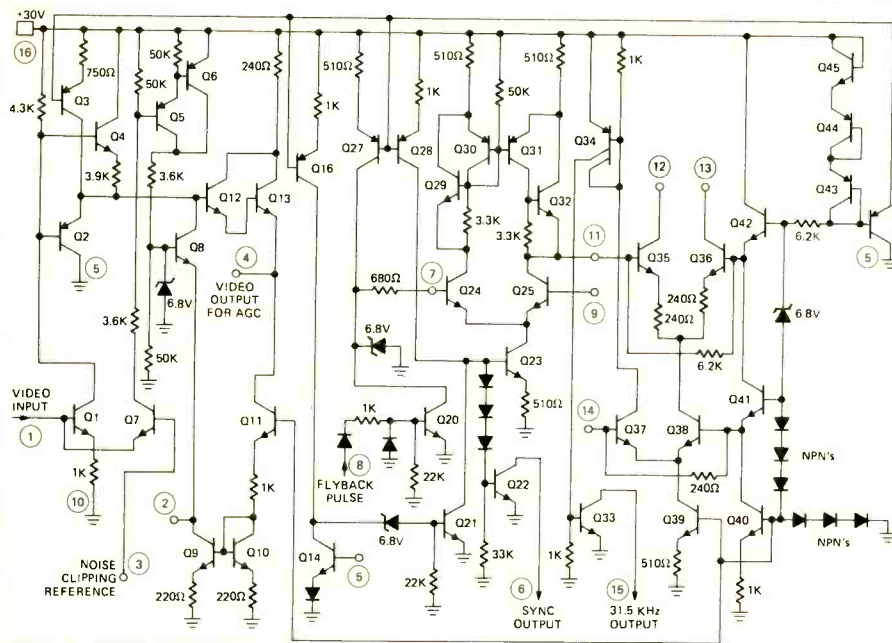 +30V
16
750Ω
50K
Q6
240Ω
510Ω
1K
510Ω
50K
510Ω
1K
Q45
Q3
50K
1K
Q34
Q44
4.3K
Q4
Q5
Q16
Q27
Q28
Q30
Q31
12
13
Q43
3.9K
3.6K
Q12
Q13
Q29
Q32
Q42
6.2K
Q2
Q8
4
3.3K
3.3K
11
Q35
Q36
5
5
VIDEO OUTPUT FOR AGC
680Ω
7
Q24
Q25
240Ω
240Ω
6.8V
6.8V
9
6.8V
3.6K
50K
6.2K
Q23
Q41
VIDEO INPUT
1
Q1
Q7
Q11
1K
Q20
510Ω
14
Q37
Q38
NPN's
1K
10
8
FLYBACK PULSE
22K
240Ω
2
1K
Q22
Q33
Q39
Q40
NOISE CLIPPING REFERENCE
3
Q9
Q10
Q14
5
6.8V
Q21
33K
1K
510Ω
1K
NPN's
220Ω
220Ω
22K
6
SYNC OUTPUT
15
31.5 KHz OUTPUT